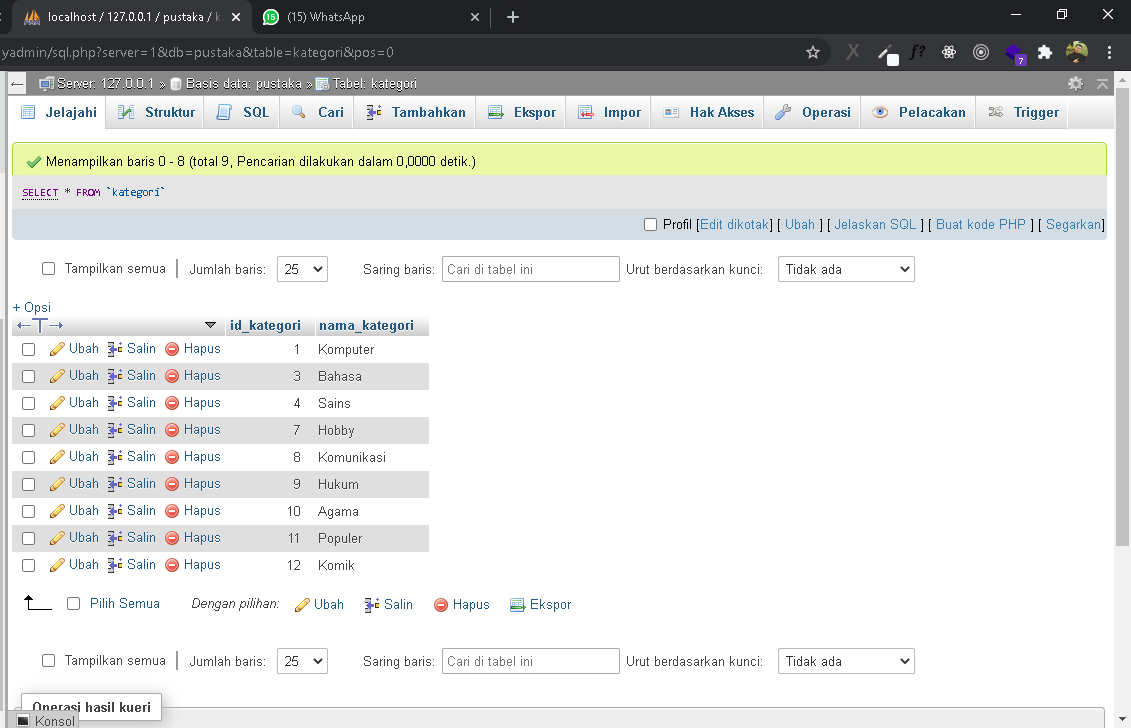 localhost / 127.0.0.1 / pustaka / k
15 (15) WhatsApp
yadmin/sql.php?server=1&db=pustaka&table=kategori&pos=0
f?
7
Server: 127.0.0.1 » Basis data: pustaka » Tabel: kategori
Jelajahi Struktur SQL Cari Tambahkan Ekspor Impor Hak Akses Operasi Pelacakan Trigger
Menampilkan baris 0 - 8 (total 9, Pencarian dilakukan dalam 0,0000 detik.)
SELECT * FROM `kategori`
Profil [Edit dikotak] [ Ubah ] [ Jelaskan SQL ] [ Buat kode PHP ] [ Segarkan]
Tampilkan semua | Jumlah baris: 25 Saring baris: Cari di tabel ini Urut berdasarkan kunci: Tidak ada
+ Opsi
←T→ id_kategori nama_kategori
Ubah Salin Hapus 1 Komputer
Ubah Salin Hapus 3 Bahasa
Ubah Salin Hapus 4 Sains
Ubah Salin Hapus 7 Hobby
Ubah Salin Hapus 8 Komunikasi
Ubah Salin Hapus 9 Hukum
Ubah Salin Hapus 10 Agama
Ubah Salin Hapus 11 Populer
Ubah Salin Hapus 12 Komik
Pilih Semua Dengan pilihan: Ubah Salin Hapus Ekspor
Tampilkan semua | Jumlah baris: 25 Saring baris: Cari di tabel ini Urut berdasarkan kunci: Tidak ada
Operasi hasil kueri
Konsol